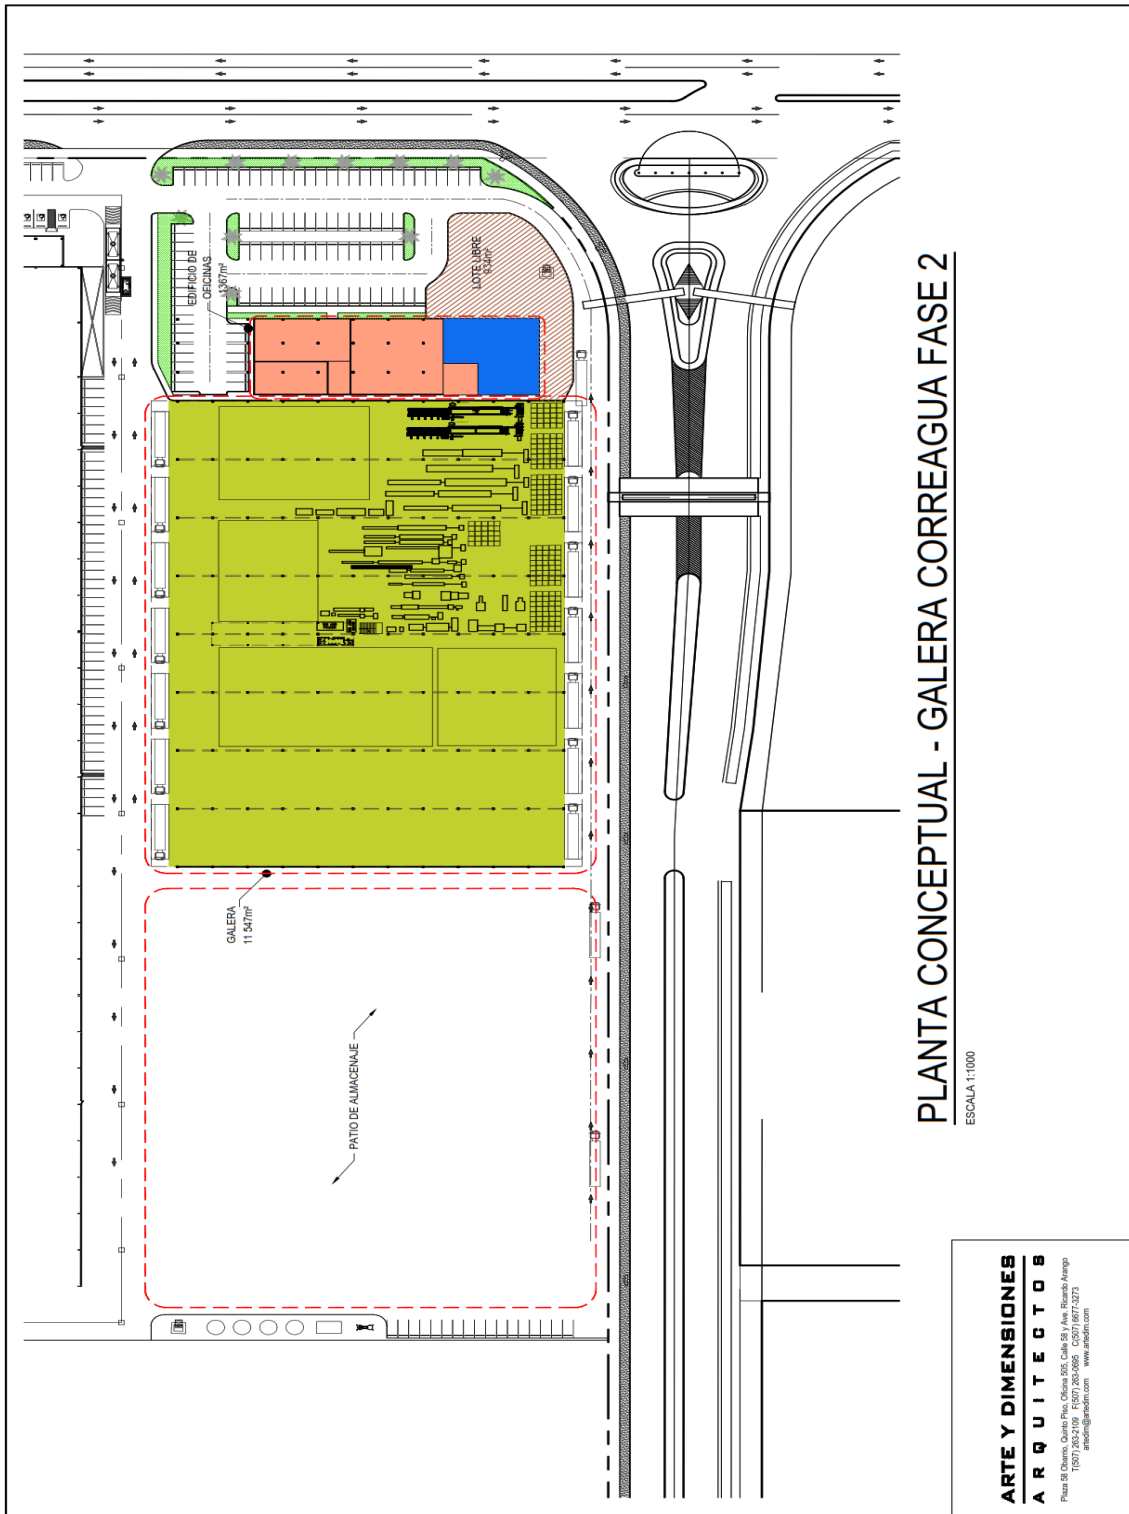 EDIFICIO DE
OFICINAS
1367m²
LOTE LIBRE
934m²
GALERA
11 547m²
PATIO DE ALMACENAJE
PLANTA CONCEPTUAL - GALERA CORREAGUA FASE 2
ESCALA 1:1000
ARTE Y DIMENSIONES
ARQUITECTOS
Plaza 58 Obarrio, Quinto Piso, Oficina 505, Calle 58 y Ave. Ricardo Arango
T(507) 263-2109 F(507) 263-0695 C(507) 6677-3273
artedim@artedim.com www.artedim.com